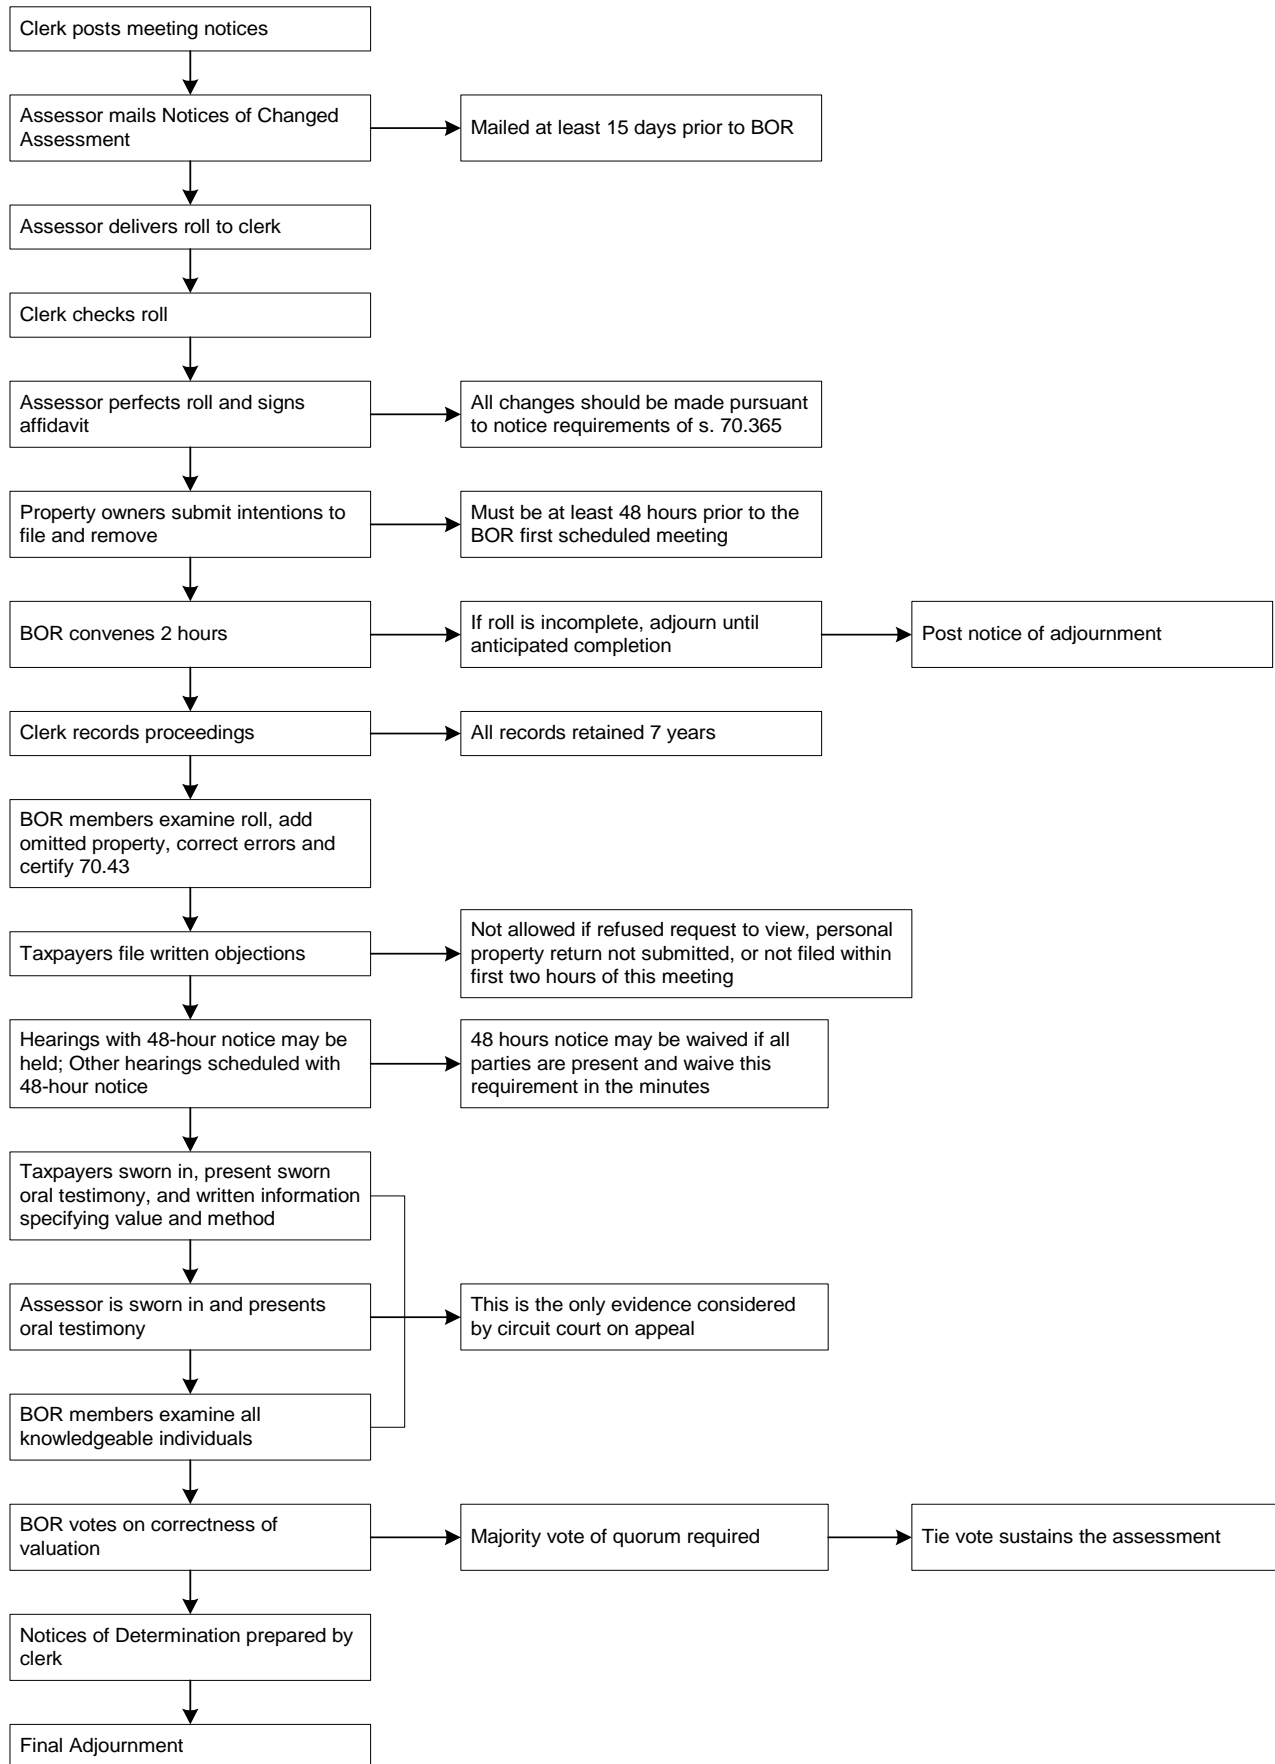 Clerk posts meeting notices
Assessor mails Notices of Changed
Assessment
Mailed at least 15 days prior to BOR
Assessor delivers roll to clerk
Clerk checks roll
Assessor perfects roll and signs
affidavit
All changes should be made pursuant
to notice requirements of s. 70.365
Property owners submit intentions to
file and remove
Must be at least 48 hours prior to the
BOR first scheduled meeting
BOR convenes 2 hours
If roll is incomplete, adjourn until
anticipated completion
Post notice of adjournment
Clerk records proceedings
All records retained 7 years
BOR members examine roll, add
omitted property, correct errors and
certify 70.43
Taxpayers file written objections
Not allowed if refused request to view, personal
property return not submitted, or not filed within
first two hours of this meeting
Hearings with 48-hour notice may be
held; Other hearings scheduled with
48-hour notice
48 hours notice may be waived if all
parties are present and waive this
requirement in the minutes
Taxpayers sworn in, present sworn
oral testimony, and written information
specifying value and method
Assessor is sworn in and presents
oral testimony
This is the only evidence considered
by circuit court on appeal
BOR members examine all
knowledgeable individuals
BOR votes on correctness of
valuation
Majority vote of quorum required
Tie vote sustains the assessment
Notices of Determination prepared by
clerk
Final Adjournment